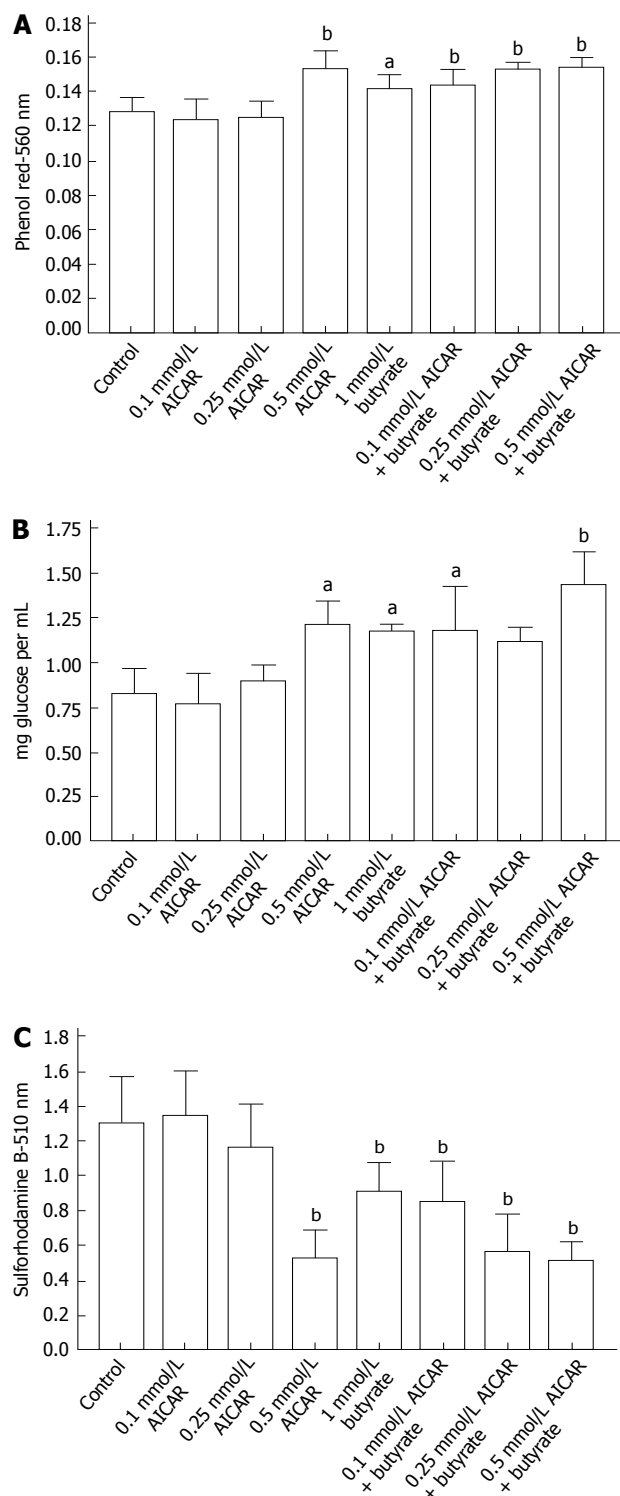 A
Phenol red-560 nm
0.18
0.16
0.14
0.12
0.10
0.08
0.06
0.04
0.02
0.00
b
a
b
b
b
Control
0.1 mmol/L
AICAR
0.25 mmol/L
AICAR
0.5 mmol/L
AICAR
1 mmol/L
butyrate
0.1 mmol/L AICAR
+ butyrate
0.25 mmol/L AICAR
+ butyrate
0.5 mmol/L AICAR
+ butyrate
B
mg glucose per mL
1.75
1.50
1.25
1.00
0.75
0.50
0.25
0.00
a
a
a
b
Control
0.1 mmol/L
AICAR
0.25 mmol/L
AICAR
0.5 mmol/L
AICAR
1 mmol/L
butyrate
0.1 mmol/L AICAR
+ butyrate
0.25 mmol/L AICAR
+ butyrate
0.5 mmol/L AICAR
+ butyrate
C
Sulforhodamine B-510 nm
1.8
1.6
1.4
1.2
1.0
0.8
0.6
0.4
0.2
0.0
b
b
b
b
b
Control
0.1 mmol/L
AICAR
0.25 mmol/L
AICAR
0.5 mmol/L
AICAR
1 mmol/L
butyrate
0.1 mmol/L AICAR
+ butyrate
0.25 mmol/L AICAR
+ butyrate
0.5 mmol/L AICAR
+ butyrate